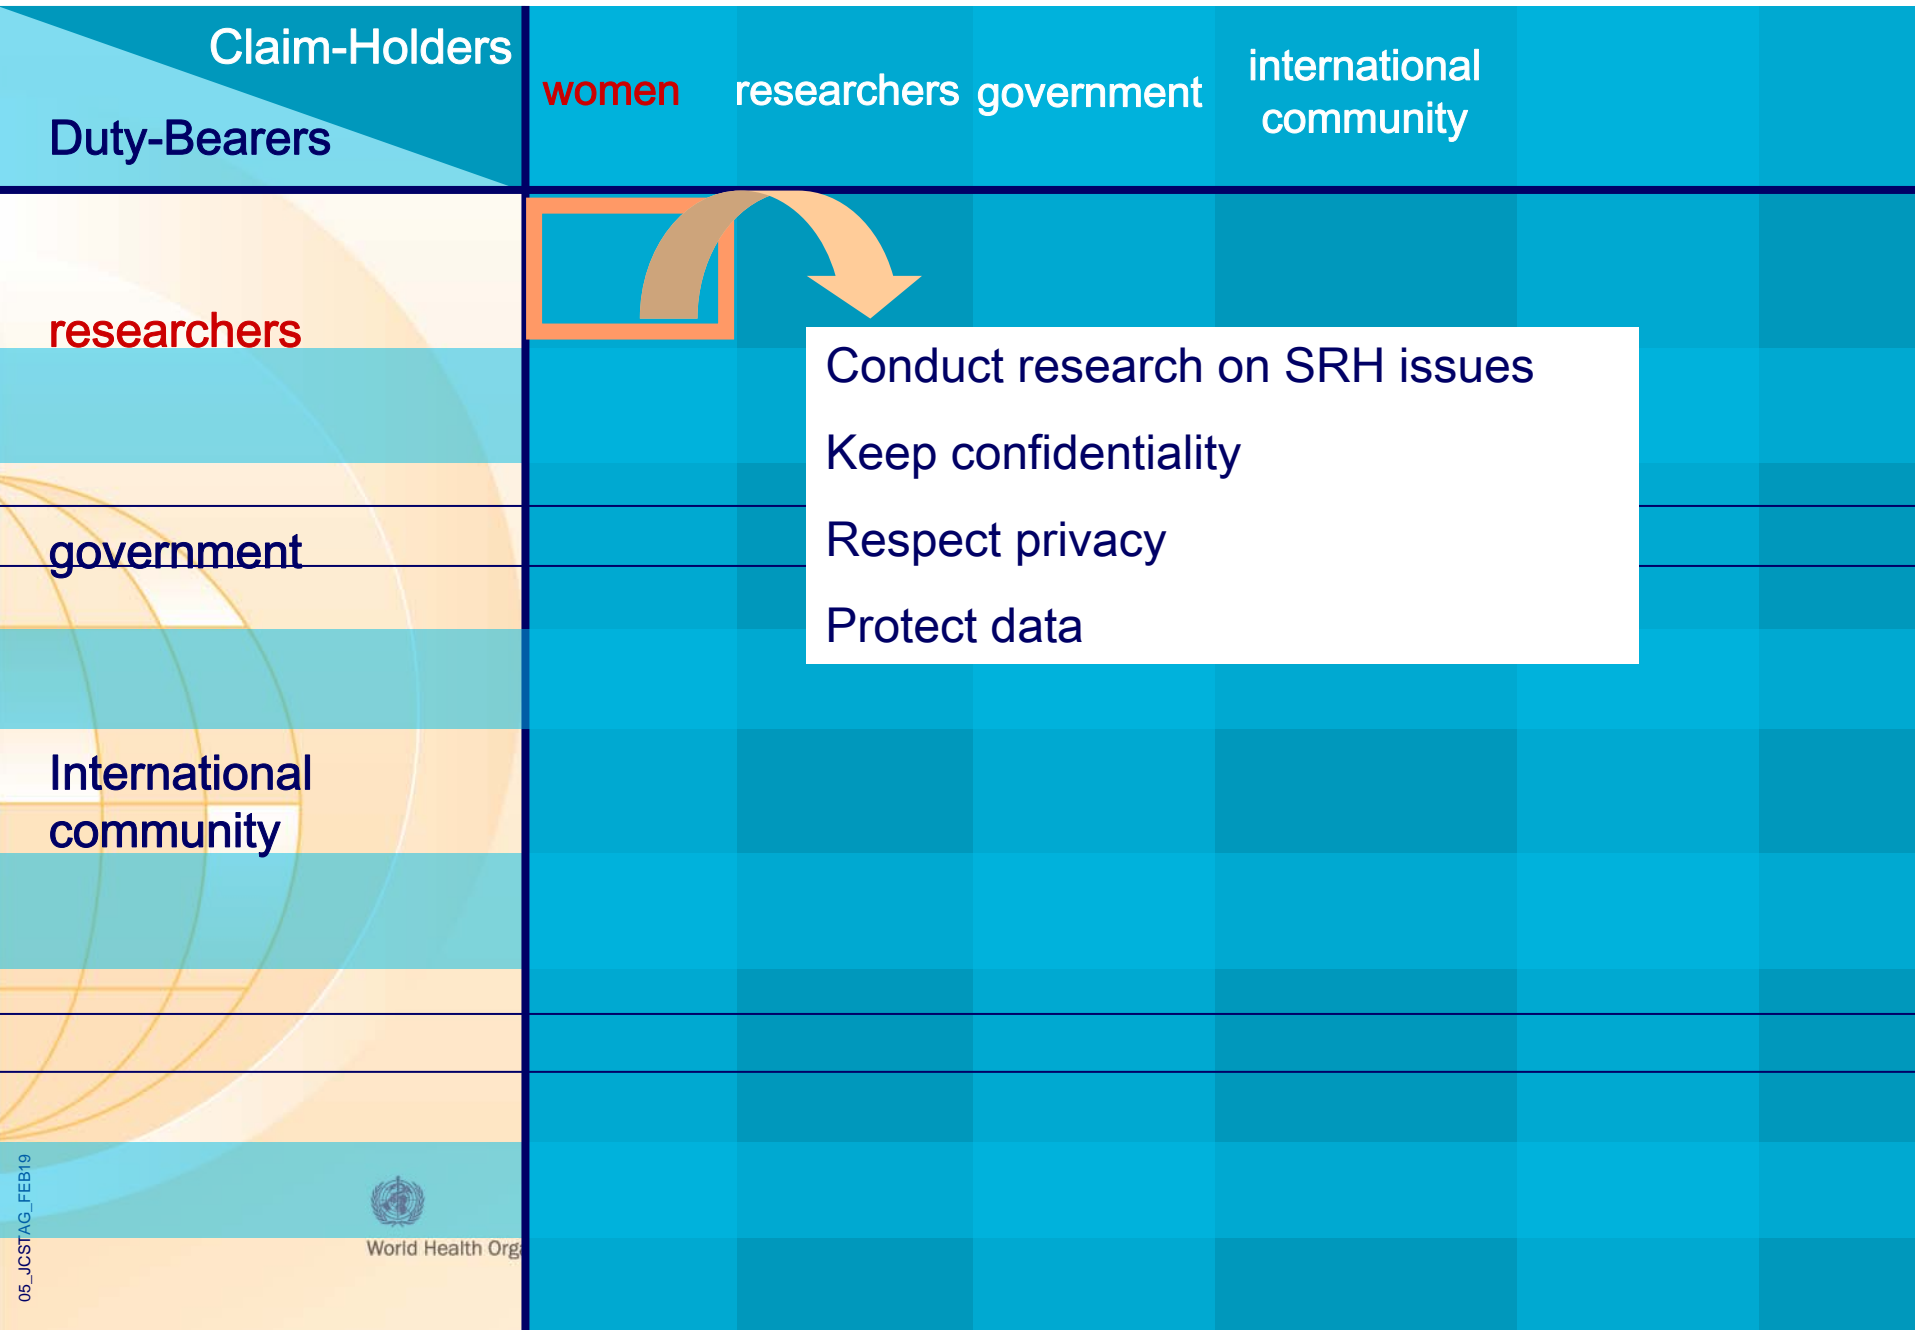 Claim-Holders
Duty-Bearers
women
researchers
government
international
community
researchers
Conduct research on SRH issues
Keep confidentiality
Respect privacy
Protect data
government
International
community
05_JCSTAG_FEB19
World Health